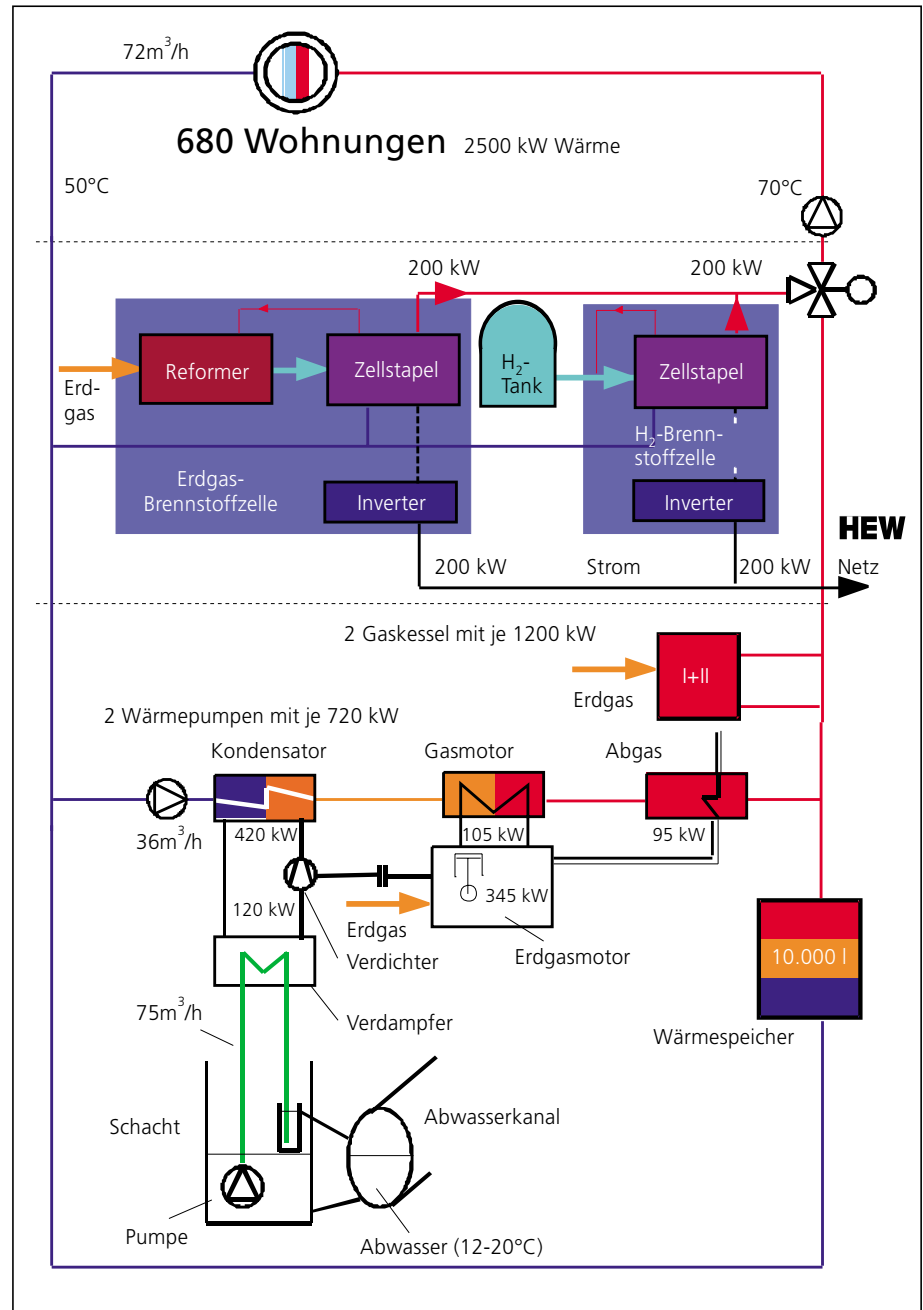 72m³/h
680 Wohnungen 2500 kW Wärme
50°C
70°C
200 kW
200 kW
Erd-
gas
Reformer
Zellstapel
H₂-
Tank
Zellstapel
H₂-Brenn-
stoffzelle
Erdgas-
Brennstoffzelle
Inverter
Inverter
HEW
200 kW
Strom
200 kW
Netz
2 Gaskessel mit je 1200 kW
I+II
Erdgas
2 Wärmepumpen mit je 720 kW
Kondensator
Gasmotor
Abgas
36m³/h
420 kW
105 kW
95 kW
120 kW
345 kW
Erdgas
Verdichter
Erdgasmotor
10.000 l
75m³/h
Verdampfer
Wärmespeicher
Schacht
Abwasserkanal
Pumpe
Abwasser (12-20°C)